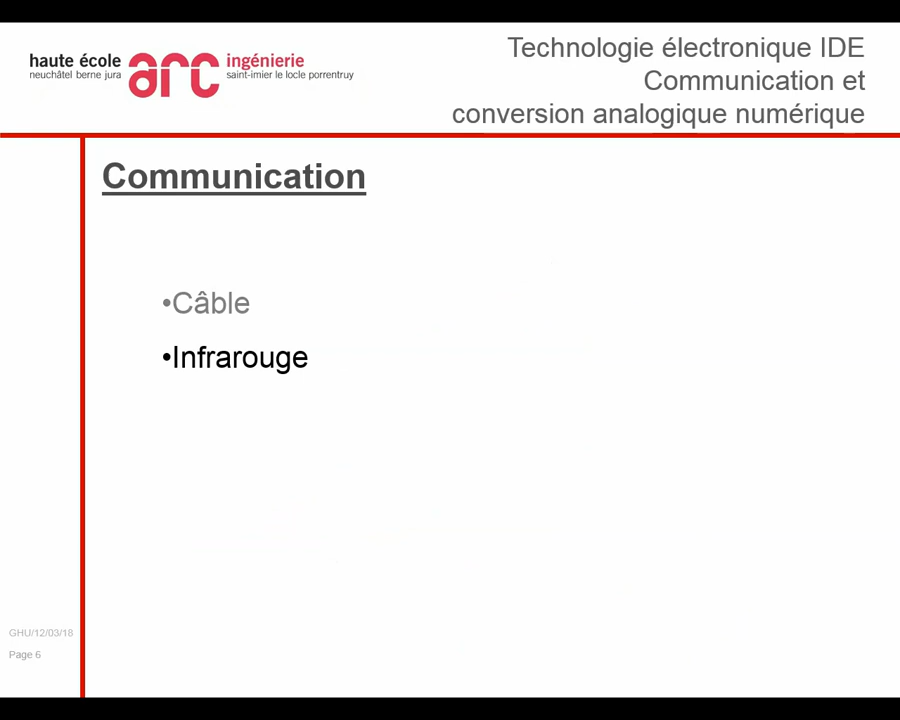 haute école
neuchâtel berne jura
arc
ingénierie
saint-imier le locle porrentruy
Technologie électronique IDE
Communication et
conversion analogique numérique
Communication
•Câble
•Infrarouge
GHU/12/03/18
Page 6